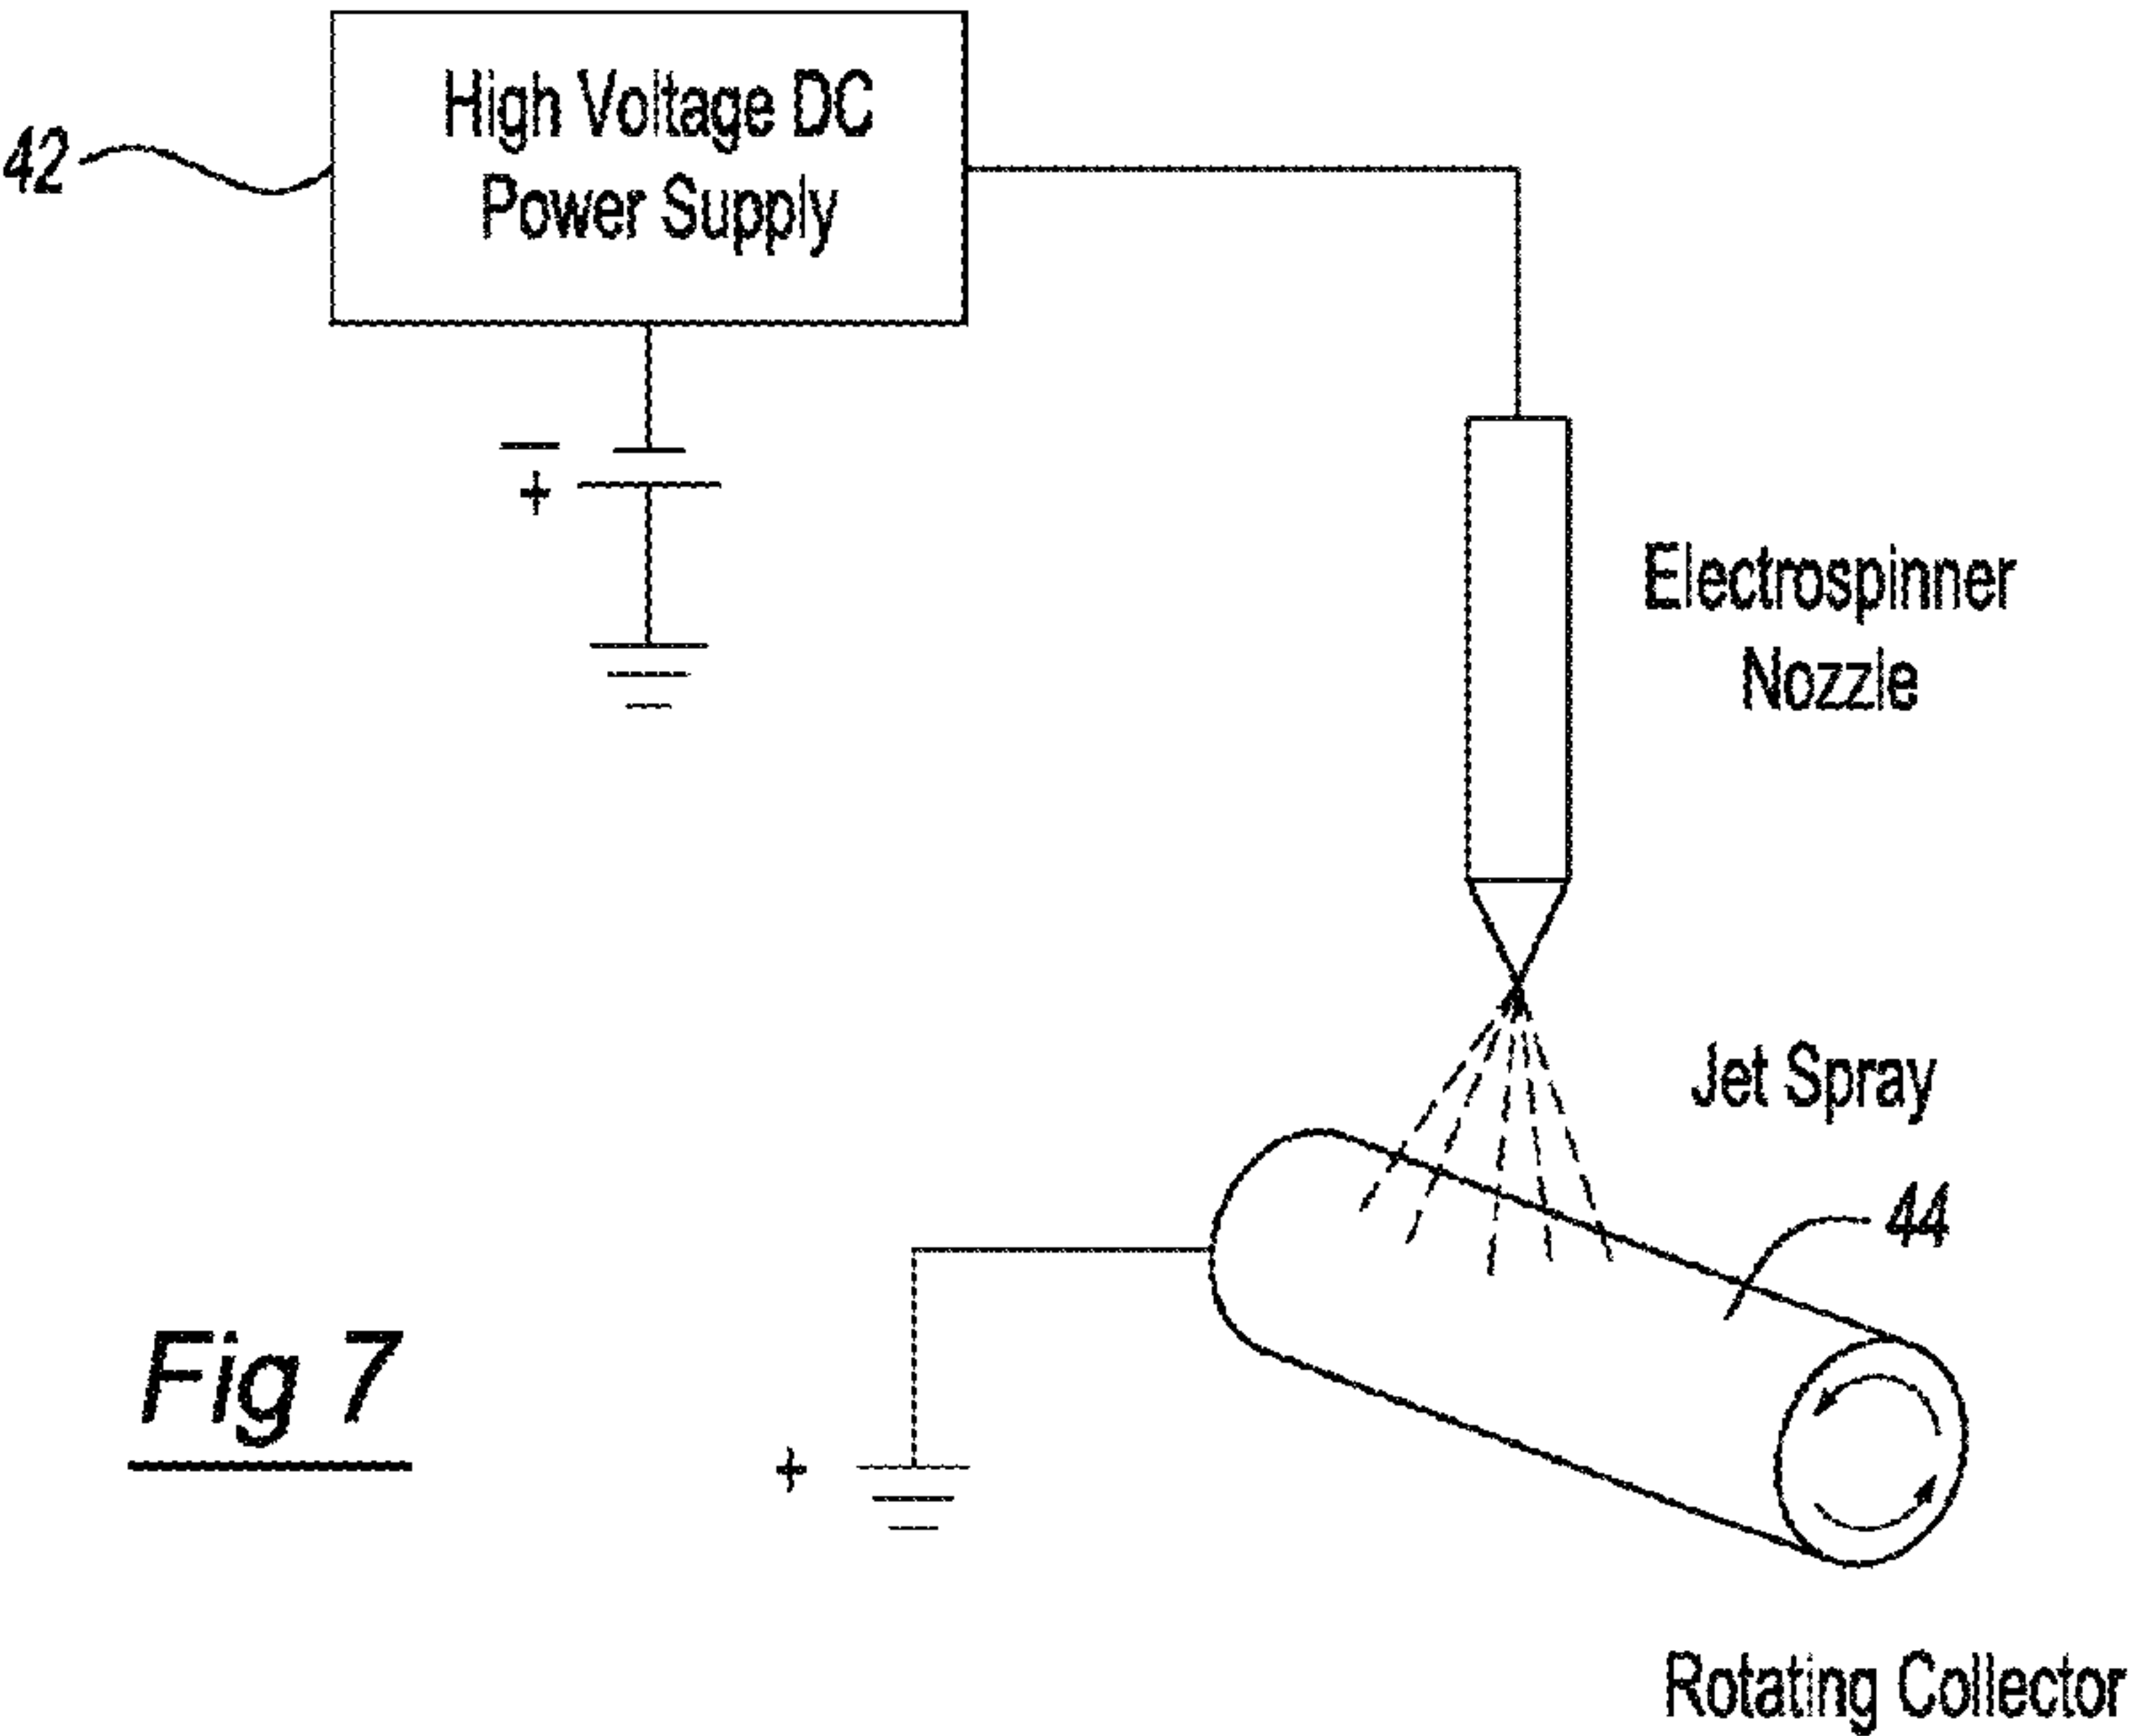 High Voltage DC
Power Supply
42
−
+
Electrospinner
Nozzle
Jet Spray
44
Fig 7
+
Rotating Collector